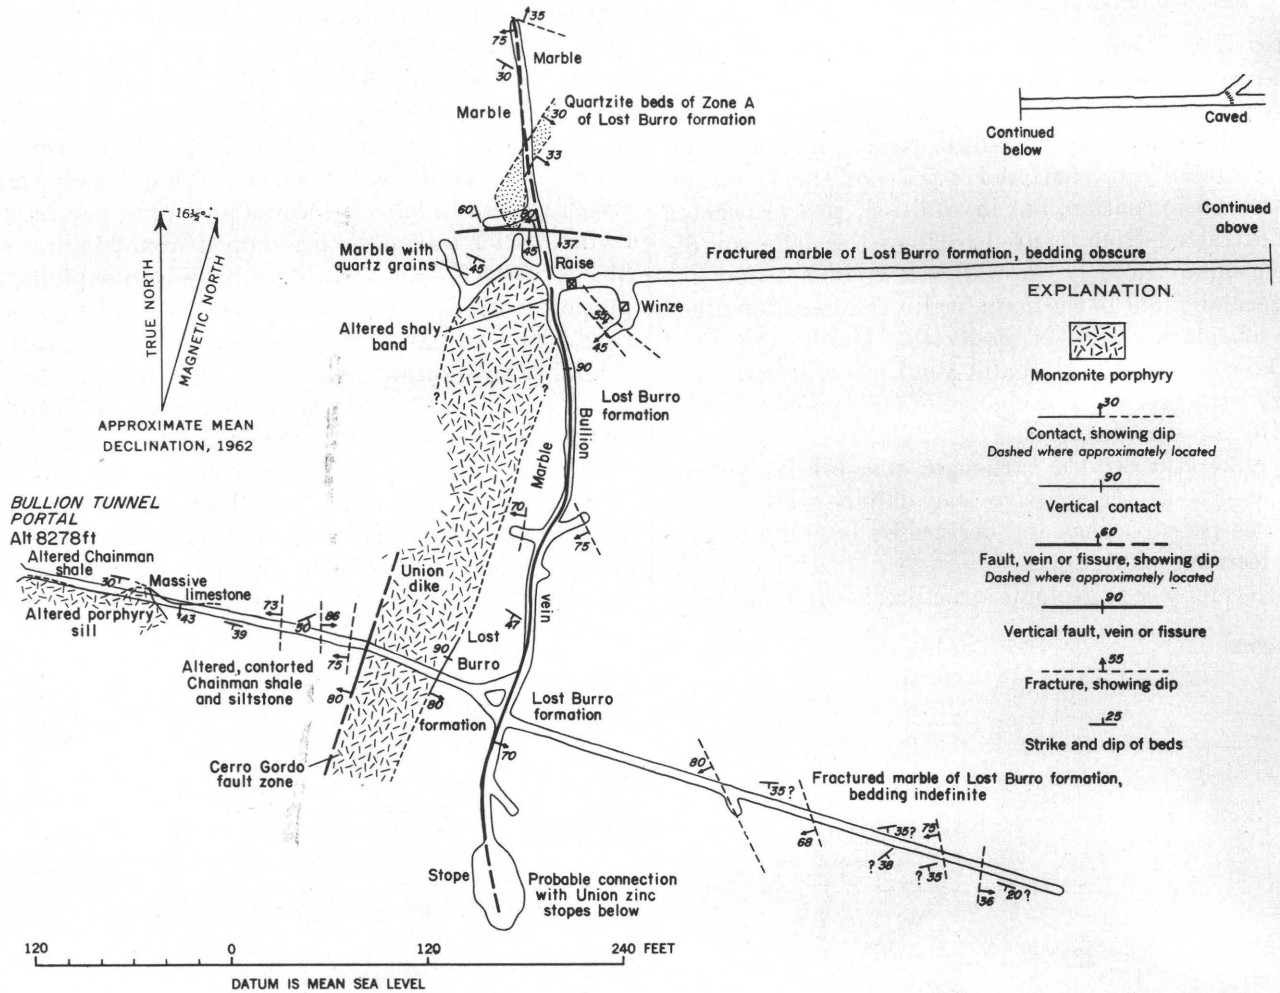 35
75
Marble
30
Marble
Quartzite beds of Zone A
of Lost Burro formation
30
33
Caved
Continued
below
Continued
above
16½°
TRUE NORTH
MAGNETIC NORTH
APPROXIMATE MEAN
DECLINATION, 1962
60
80
45
37
Marble with
quartz grains
45
Raise
Fractured marble of Lost Burro formation, bedding obscure
Winze
55
45
Altered shaly
band
90
?
?
Lost Burro
formation
Bullion
vein
Marble
70
75
EXPLANATION
Monzonite porphyry
30
Contact, showing dip
Dashed where approximately located
90
Vertical contact
60
Fault, vein or fissure, showing dip
Dashed where approximately located
90
Vertical fault, vein or fissure
55
Fracture, showing dip
25
Strike and dip of beds
BULLION TUNNEL
PORTAL
Alt 8278ft
Altered Chainman
shale
30
Massive
limestone
Altered porphyry
sill
43
39
73
50
86
75
80
Altered, contorted
Chainman shale
and siltstone
Union
dike
Cerro Gordo
fault zone
47
90
80
Lost
Burro
formation
Lost Burro
formation
70
Stope
Probable connection
with Union zinc
stopes below
80
35?
68
Fractured marble of Lost Burro formation,
bedding indefinite
35?
75
? 38
? 35
36
20?
120 0 120 240 FEET
DATUM IS MEAN SEA LEVEL